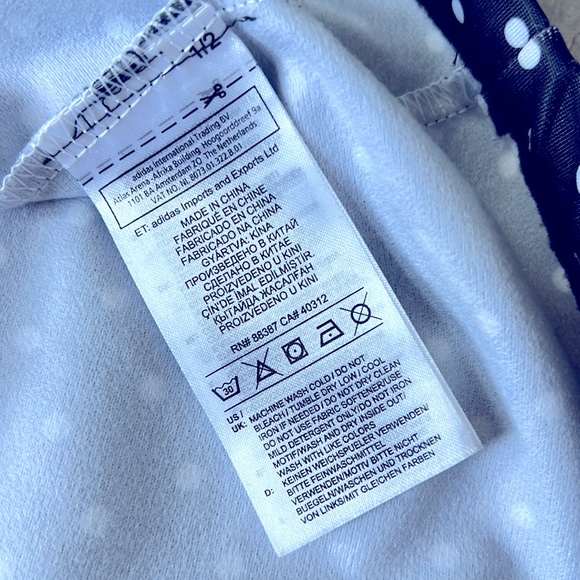 H2
adidas International Trading BV
Atlas Arena - Afrika Building Hoogoorddreef 9a
1101 BA Amsterdam ZO The Netherlands
VAT NO. NL 8073.01.322.B.01
ET: adidas Imports and Exports Ltd
MADE IN CHINA
FABRIQUÉ EN CHINE
FABRICADO EN CHINA
FABRICADO NA CHINA
GYÁRTVA: KÍNA
ПРОИЗВЕДЕНО В КИТАЙ
СДЕЛАНО В КИТАЕ
PROIZVEDENO U KINI
ÇİN'DE İMAL EDİLMİŞTİR.
ҚЫТАЙДА ЖАСАЛҒАН
PROIZVEDENO U KINI
RN# 88387 CA# 40312
30
US / UK: MACHINE WASH COLD / DO NOT
BLEACH / TUMBLE DRY LOW / COOL
IRON IF NEEDED / DO NOT DRY CLEAN
DO NOT USE FABRIC SOFTENER/USE
MILD DETERGENT ONLY/DO NOT IRON
MOTIF/WASH AND DRY INSIDE OUT/
WASH WITH LIKE COLORS
D: KEINEN WEICHSPUELER VERWENDEN/
BITTE FEINWASCHMITTEL
VERWENDEN/MOTIV BITTE NICHT
BUEGELN/WASCHEN UND TROCKNEN
VON LINKS/MIT GLEICHEN FARBEN